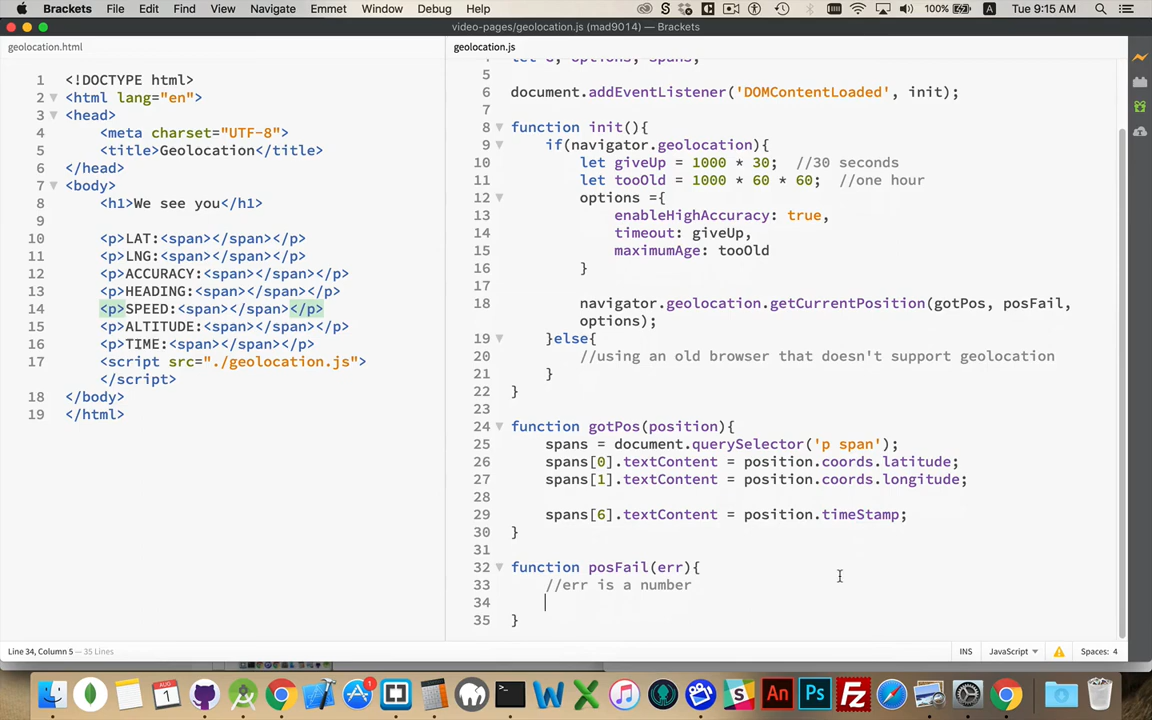 Brackets File Edit Find View Navigate Emmet Window Debug Help
100% Tue 9:15 AM
video-pages/geolocation.js (mad9014) — Brackets
geolocation.html
1 <!DOCTYPE html>
2 <html lang="en">
3 <head>
4 <meta charset="UTF-8">
5 <title>Geolocation</title>
6 </head>
7 <body>
8 <h1>We see you</h1>
9
10 <p>LAT:<span></span></p>
11 <p>LNG:<span></span></p>
12 <p>ACCURACY:<span></span></p>
13 <p>HEADING:<span></span></p>
14 <p>SPEED:<span></span></p>
15 <p>ALTITUDE:<span></span></p>
16 <p>TIME:<span></span></p>
17 <script src="./geolocation.js">
</script>
18 </body>
19 </html>
geolocation.js
4 let G, options, spans;
5
6 document.addEventListener('DOMContentLoaded', init);
7
8 function init(){
9 if(navigator.geolocation){
10 let giveUp = 1000 * 30; //30 seconds
11 let tooOld = 1000 * 60 * 60; //one hour
12 options ={
13 enableHighAccuracy: true,
14 timeout: giveUp,
15 maximumAge: tooOld
16 }
17
18 navigator.geolocation.getCurrentPosition(gotPos, posFail,
options);
19 }else{
20 //using an old browser that doesn't support geolocation
21 }
22 }
23
24 function gotPos(position){
25 spans = document.querySelector('p span');
26 spans[0].textContent = position.coords.latitude;
27 spans[1].textContent = position.coords.longitude;
28
29 spans[6].textContent = position.timeStamp;
30 }
31
32 function posFail(err){
33 //err is a number
34
35 }
Line 34, Column 5 — 35 Lines
INS JavaScript Spaces: 4